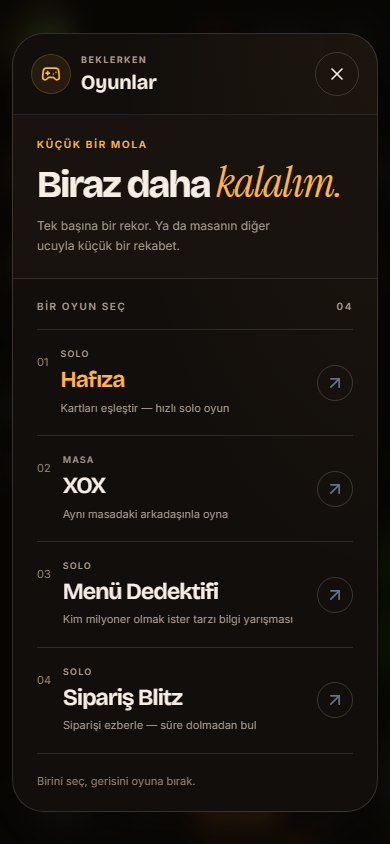 BEKLERKEN
Oyunlar
KÜÇÜK BİR MOLA
Biraz daha kalalım.
Tek başına bir rekor. Ya da masanın diğer
ucuyla küçük bir rekabet.
BİR OYUN SEÇ 04
01 SOLO
Hafıza
Kartları eşleştir — hızlı solo oyun
02 MASA
XOX
Aynı masadaki arkadaşınla oyna
03 SOLO
Menü Dedektifi
Kim milyoner olmak ister tarzı bilgi yarışması
04 SOLO
Sipariş Blitz
Siparişi ezberle — süre dolmadan bul
Birini seç, gerisini oyuna bırak.